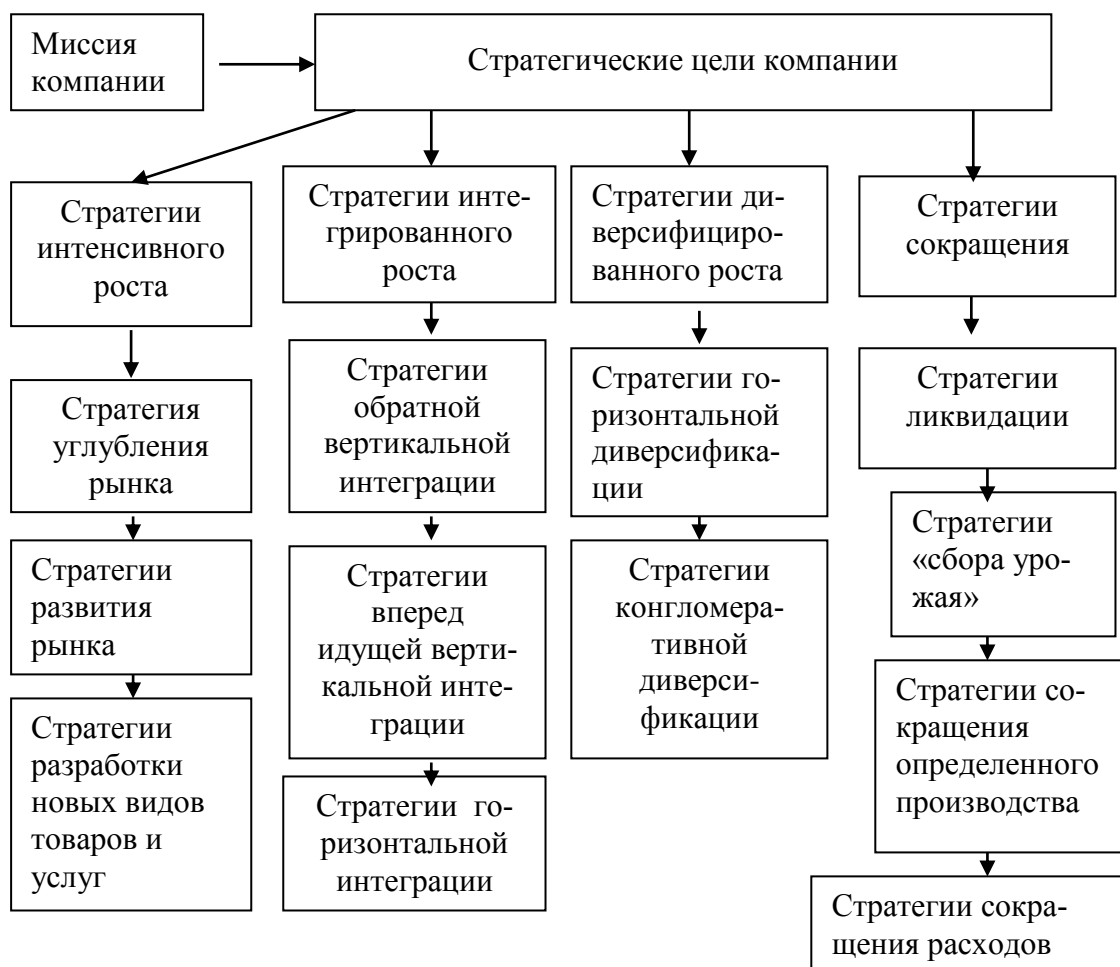 Миссия
компании
Стратегические цели компании
Стратегии
интенсивного
роста
Стратегии инте-
грированного
роста
Стратегии ди-
версифициро-
ванного роста
Стратегии
сокращения
Стратегия
углубления
рынка
Стратегии
обратной
вертикальной
интеграции
Стратегии го-
ризонтальной
диверсифика-
ции
Стратегии
ликвидации
Стратегии
развития
рынка
Стратегии
вперед
идущей верти-
кальной инте-
грации
Стратегии
конгломера-
тивной
диверси-
фикации
Стратегии
«сбора уро-
жая»
Стратегии
разработки
новых видов
товаров и
услуг
Стратегии го-
ризонтальной
интеграции
Стратегии со-
кращения
определенного
производства
Стратегии сокра-
щения расходов